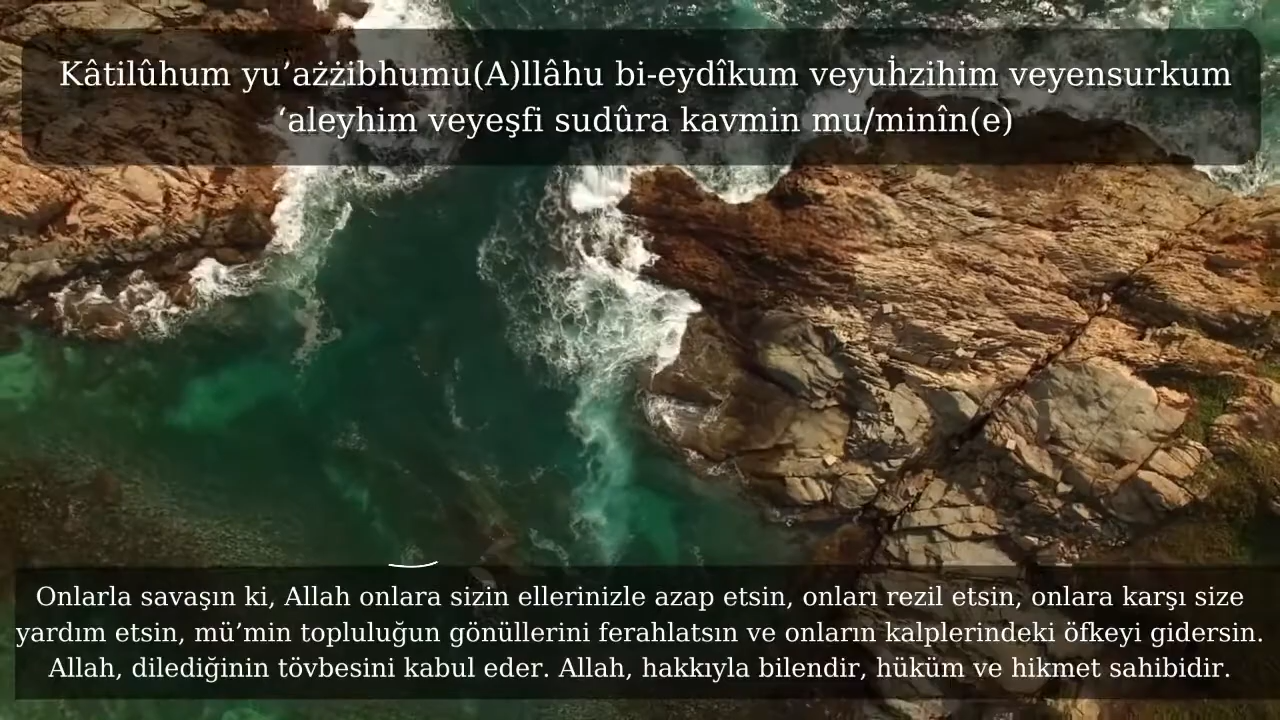 Kâtilûhum yu’ażżibhumu(A)llâhu bi-eydîkum veyuḣzihim veyensurkum
‘aleyhim veyeşfi sudûra kavmin mu/minîn(e)
Onlarla savaşın ki, Allah onlara sizin ellerinizle azap etsin, onları rezil etsin, onlara karşı size
yardım etsin, mü’min topluluğun gönüllerini ferahlatsın ve onların kalplerindeki öfkeyi gidersin.
Allah, dilediğinin tövbesini kabul eder. Allah, hakkıyla bilendir, hüküm ve hikmet sahibidir.